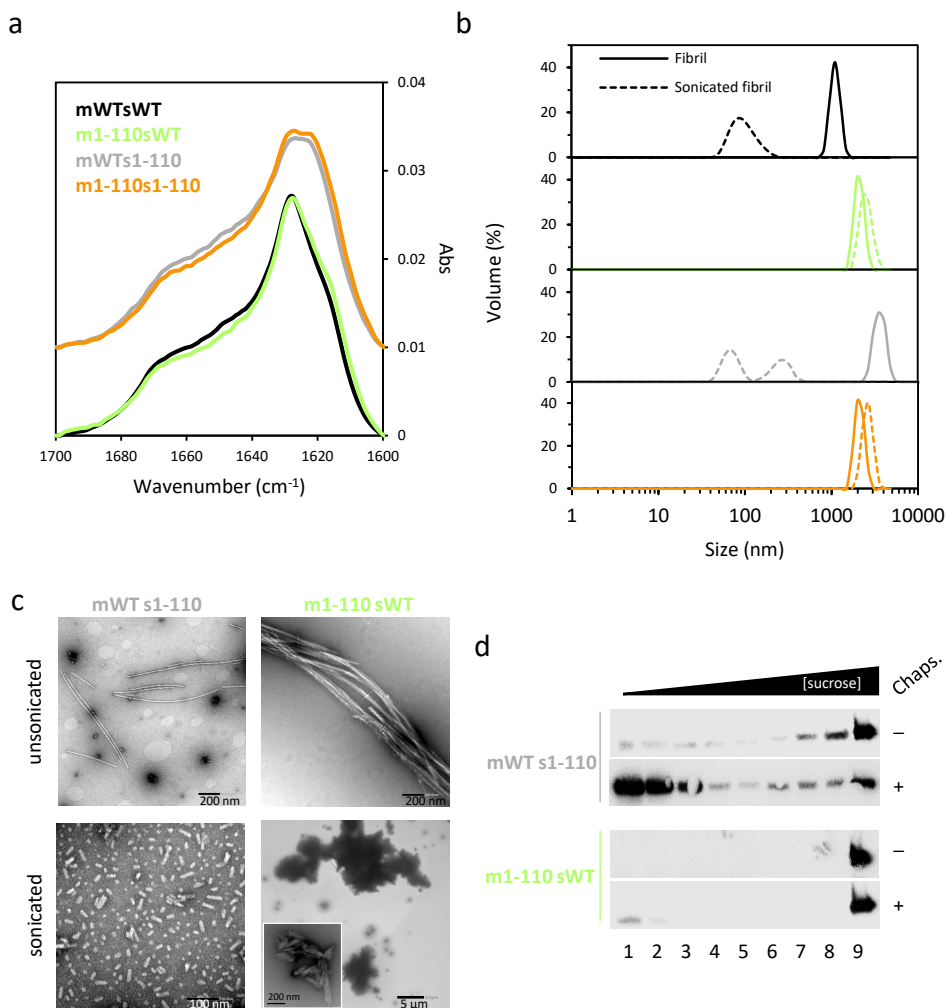 a
0.04
mWTsWT
m1-110sWT
mWTs1-110
m1-110s1-110
0.03
0.02
Abs
0.01
0
1700 1680 1660 1640 1620 1600
Wavenumber (cm⁻¹)
b
Fibril
Sonicated fibril
40
20
0
40
20
0
40
20
0
40
20
0
Volume (%)
1 10 100 1000 10000
Size (nm)
c
mWT s1-110 m1-110 sWT
unsonicated
200 nm
200 nm
sonicated
100 nm
200 nm
5 µm
d
[sucrose]
Chaps.
mWT s1-110
–
+
m1-110 sWT
–
+
1 2 3 4 5 6 7 8 9